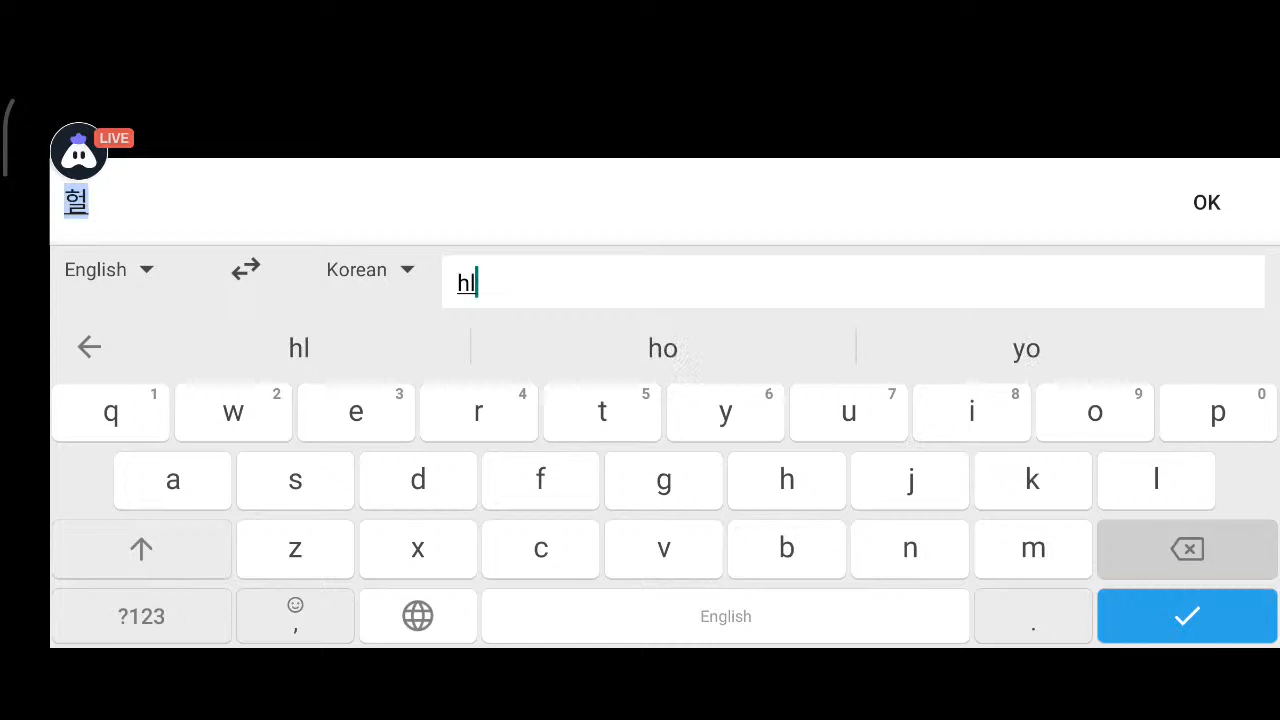 LIVE
헐
OK
English
Korean
hl
hl
ho
yo
q 1 w 2 e 3 r 4 t 5 y 6 u 7 i 8 o 9 p 0
a s d f g h j k l
z x c v b n m
?123 , English .